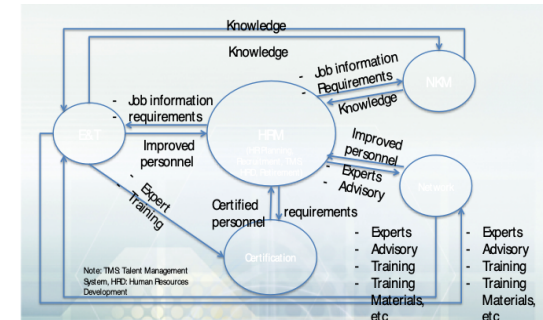 Knowledge
Knowledge
- Job information
- Requirements
Knowledge
NKM
- Job information
- requirements
E&T
HRM
Recruitment, TMS
Improved
personnel
Improved
personnel
- Experts
- Advisory
Network
- Expert
- Training
Certified
personnel
requirements
Certification
- Experts
- Advisory
- Training
- Training
Materials,
etc
- Experts
- Advisory
- Training
- Training
Materials,
etc
Note: TMS: Talent Management
System, HRD: Human Resources
Development